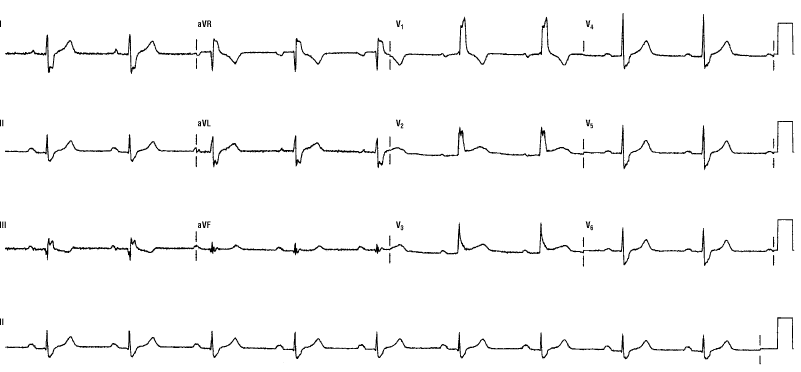 I aVR V1 V4
II aVL V2 V5
III aVF V3 V6
II